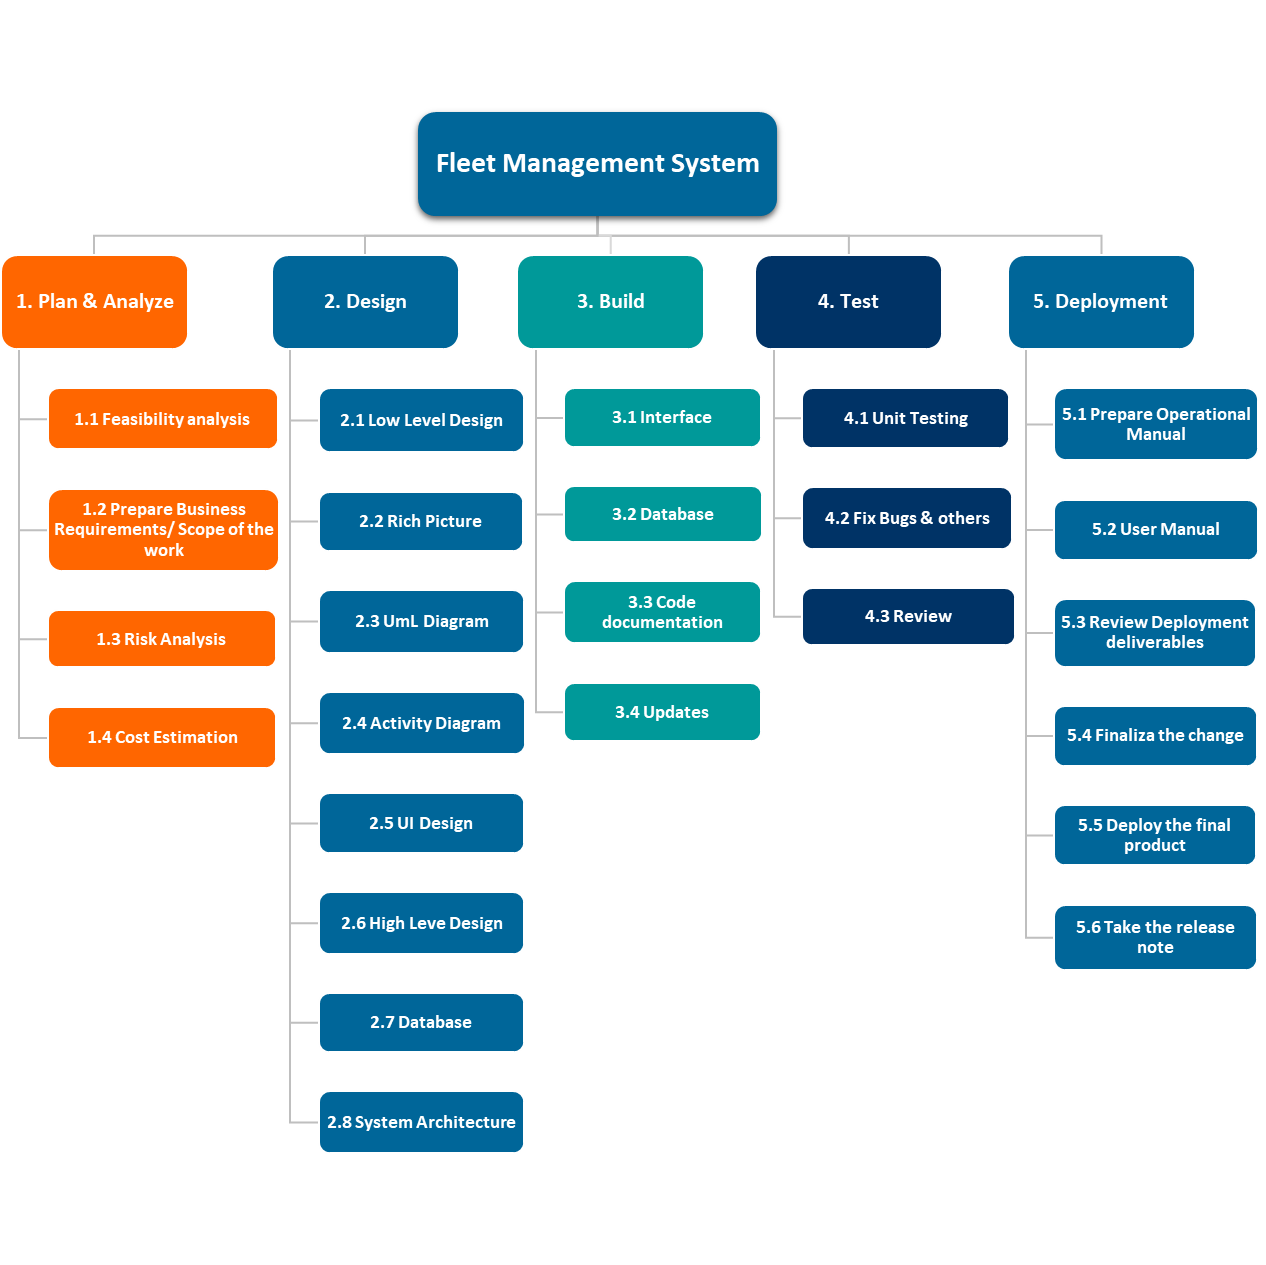 Fleet Management System
1. Plan & Analyze
2. Design
3. Build
4. Test
5. Deployment
1.1 Feasibility analysis
1.2 Prepare Business
Requirements/ Scope of the
work
1.3 Risk Analysis
1.4 Cost Estimation
2.1 Low Level Design
2.2 Rich Picture
2.3 UmL Diagram
2.4 Activity Diagram
2.5 UI Design
2.6 High Leve Design
2.7 Database
2.8 System Architecture
3.1 Interface
3.2 Database
3.3 Code
documentation
3.4 Updates
4.1 Unit Testing
4.2 Fix Bugs & others
4.3 Review
5.1 Prepare Operational
Manual
5.2 User Manual
5.3 Review Deployment
deliverables
5.4 Finaliza the change
5.5 Deploy the final
product
5.6 Take the release
note